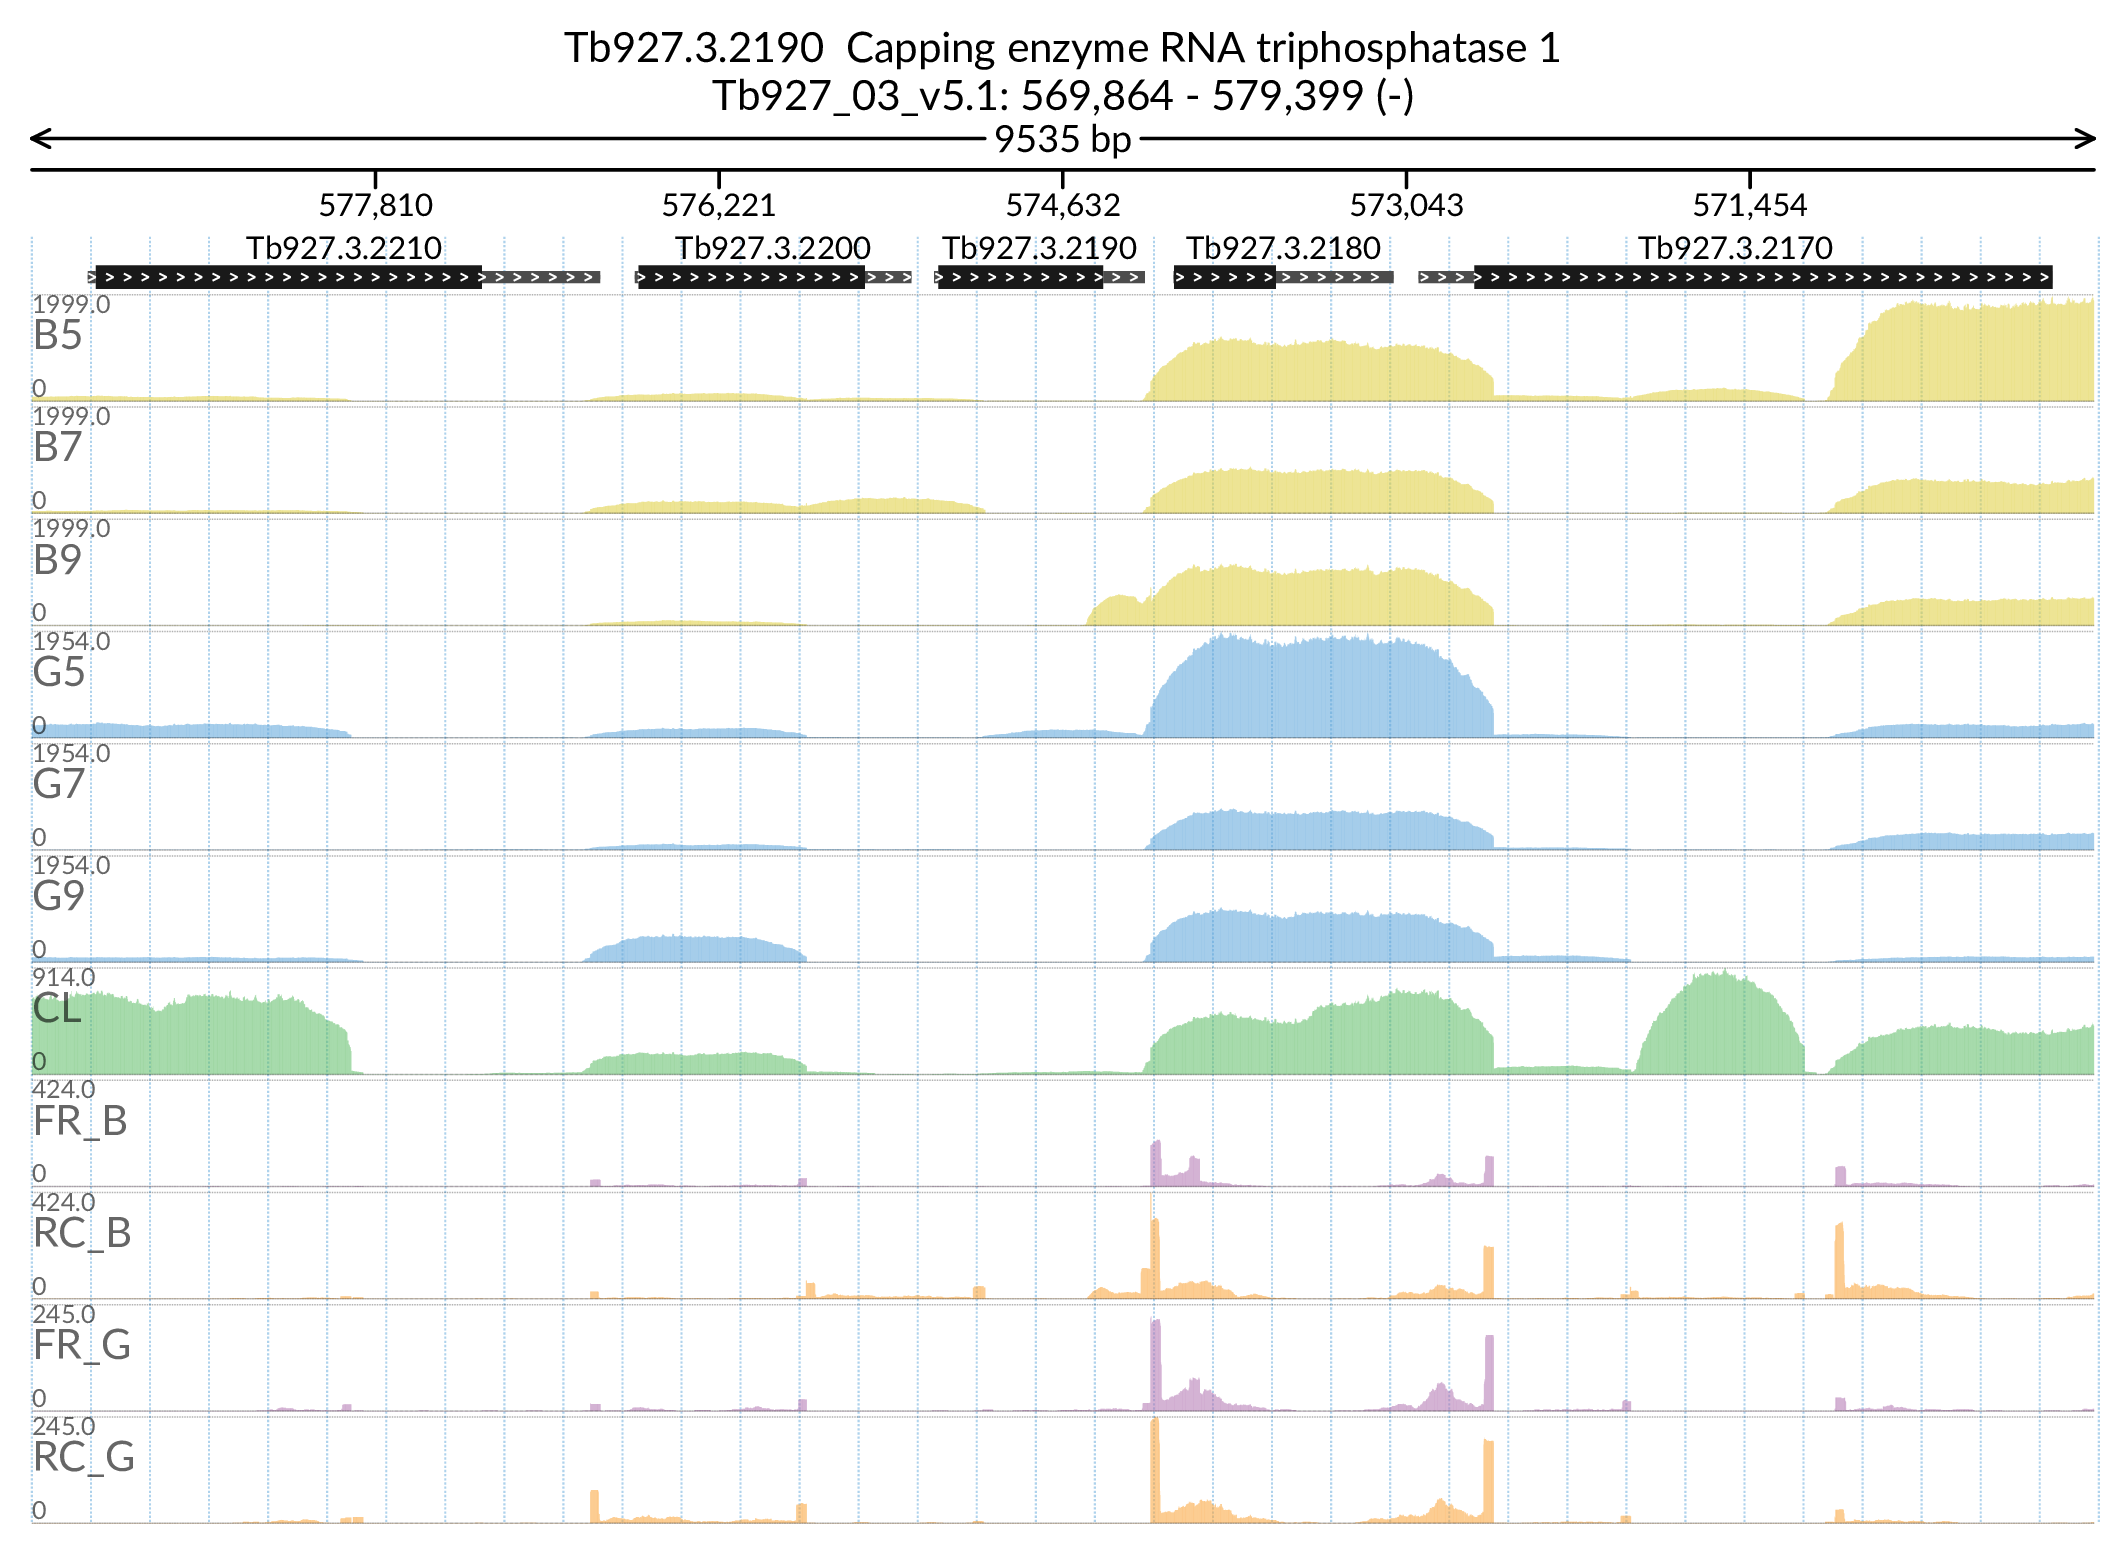 Tb927.3.2190  Capping enzyme RNA triphosphatase 1
Tb927_03_v5.1: 569,864 - 579,399 (-)
9535 bp
577,810 576,221 574,632 573,043 571,454
Tb927.3.2210 Tb927.3.2200 Tb927.3.2190 Tb927.3.2180 Tb927.3.2170
1999.0
B5
0
1999.0
B7
0
1999.0
B9
0
1954.0
G5
0
1954.0
G7
0
1954.0
G9
0
914.0
CL
0
424.0
FR_B
0
424.0
RC_B
0
245.0
FR_G
0
245.0
RC_G
0